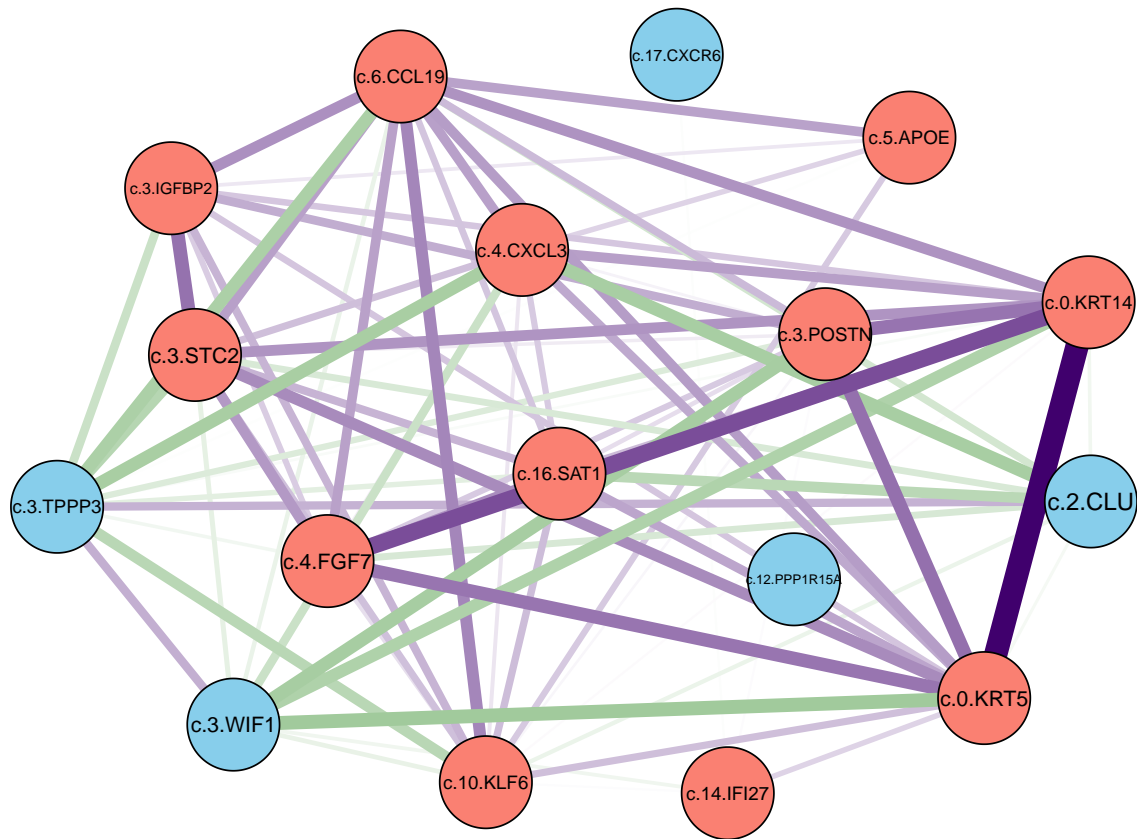 c.17.CXCR6
c.6.CCL19
c.5.APOE
c.3.IGFBP2
c.4.CXCL3
c.0.KRT14
c.3.POSTN
c.3.STC2
c.16.SAT1
c.2.CLU
c.3.TPPP3
c.4.FGF7
c.12.PPP1R15A
c.0.KRT5
c.3.WIF1
c.10.KLF6
c.14.IFI27